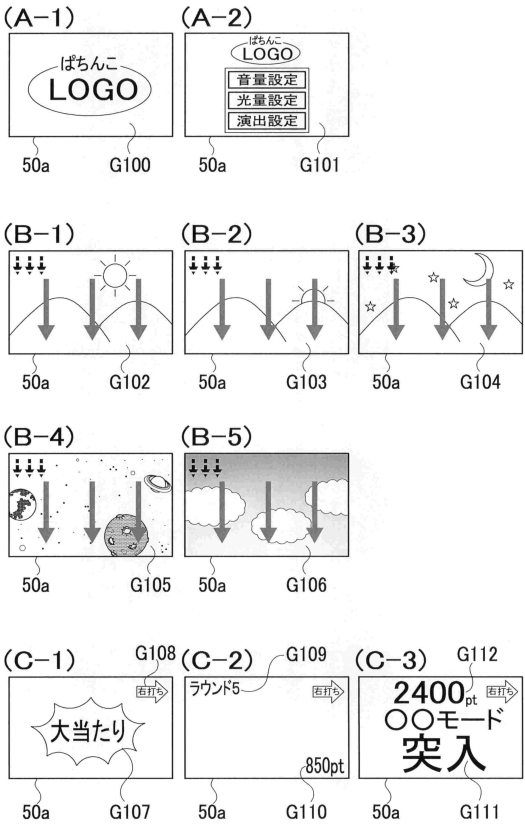 (A-1)
(A-2)
ぱちんこ
LOGO
ぱちんこ
LOGO
音量設定
光量設定
演出設定
50a
G100
50a
G101
(B-1)
(B-2)
(B-3)
50a
G102
50a
G103
50a
G104
(B-4)
(B-5)
50a
G105
50a
G106
(C-1)
G108
(C-2)
G109
(C-3)
G112
右打ち
大当たり
ラウンド5
右打ち
850pt
2400pt
右打ち
〇〇モード
突入
50a
G107
50a
G110
50a
G111